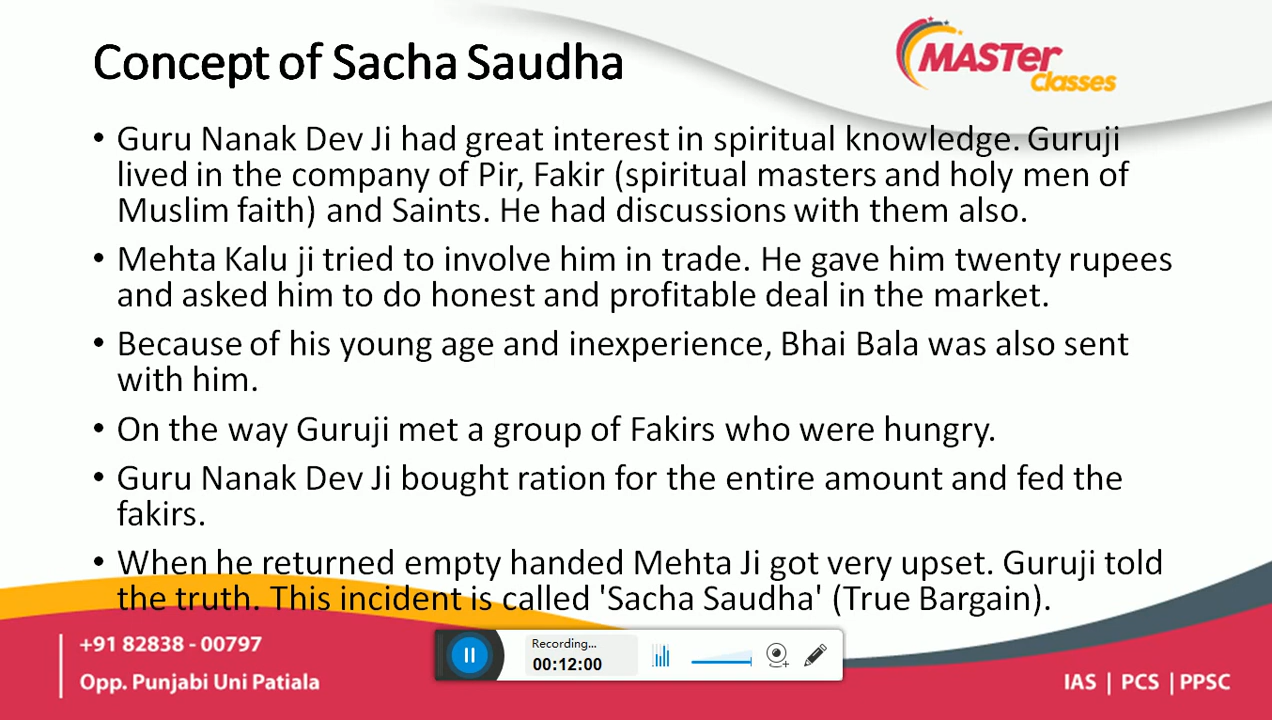 Concept of Sacha Saudha
MASTer
Classes
• Guru Nanak Dev Ji had great interest in spiritual knowledge. Guruji
lived in the company of Pir, Fakir (spiritual masters and holy men of
Muslim faith) and Saints. He had discussions with them also.
• Mehta Kalu ji tried to involve him in trade. He gave him twenty rupees
and asked him to do honest and profitable deal in the market.
• Because of his young age and inexperience, Bhai Bala was also sent
with him.
• On the way Guruji met a group of Fakirs who were hungry.
• Guru Nanak Dev Ji bought ration for the entire amount and fed the
fakirs.
• When he returned empty handed Mehta Ji got very upset. Guruji told
the truth. This incident is called 'Sacha Saudha' (True Bargain).
+91 82838 - 00797
Opp. Punjabi Uni Patiala
Recording...
00:12:00
IAS | PCS | PPSC